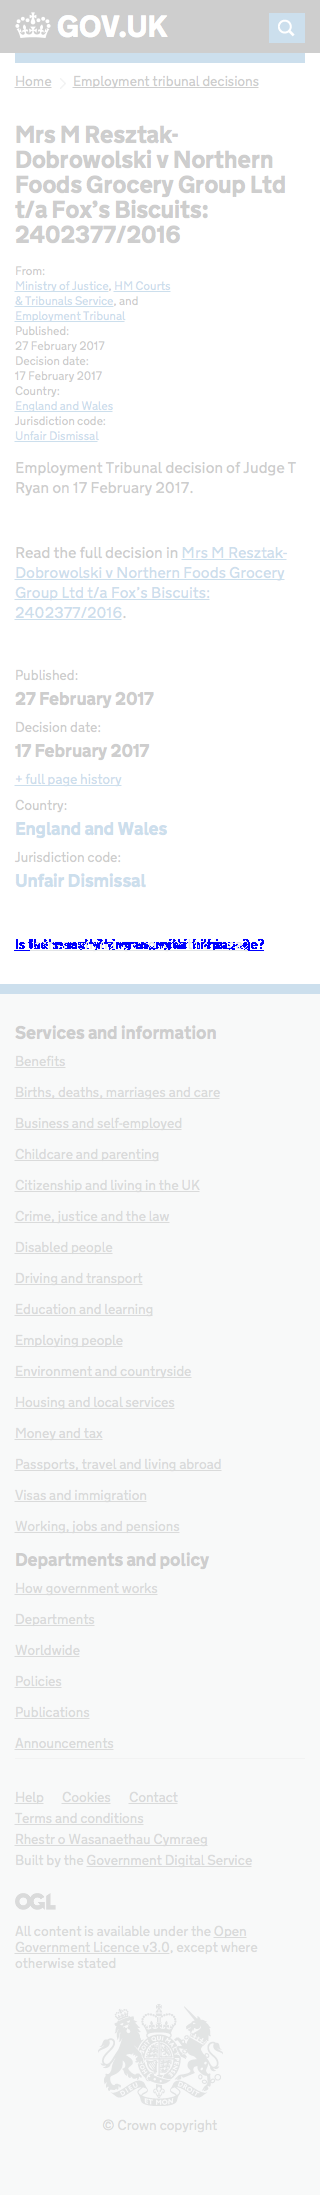 GOV.UK
Home > Employment tribunal decisions
Mrs M Resztak-
Dobrowolski v Northern
Foods Grocery Group Ltd
t/a Fox's Biscuits:
2402377/2016
From:
Ministry of Justice, HM Courts
& Tribunals Service, and
Employment Tribunal
Published:
27 February 2017
Decision date:
17 February 2017
Country:
England and Wales
Jurisdiction code:
Unfair Dismissal
Employment Tribunal decision of Judge T
Ryan on 17 February 2017.
Read the full decision in Mrs M Resztak-
Dobrowolski v Northern Foods Grocery
Group Ltd t/a Fox's Biscuits:
2402377/2016.
Published:
27 February 2017
Decision date:
17 February 2017
+ full page history
Country:
England and Wales
Jurisdiction code:
Unfair Dismissal
Is
Services and information
Benefits
Births, deaths, marriages and care
Business and self-employed
Childcare and parenting
Citizenship and living in the UK
Crime, justice and the law
Disabled people
Driving and transport
Education and learning
Employing people
Environment and countryside
Housing and local services
Money and tax
Passports, travel and living abroad
Visas and immigration
Working, jobs and pensions
Departments and policy
How government works
Departments
Worldwide
Policies
Publications
Announcements
Help Cookies Contact
Terms and conditions
Rhestr o Wasanaethau Cymraeg
Built by the Government Digital Service
OGL
All content is available under the Open
Government Licence v3.0, except where
otherwise stated
© Crown copyright